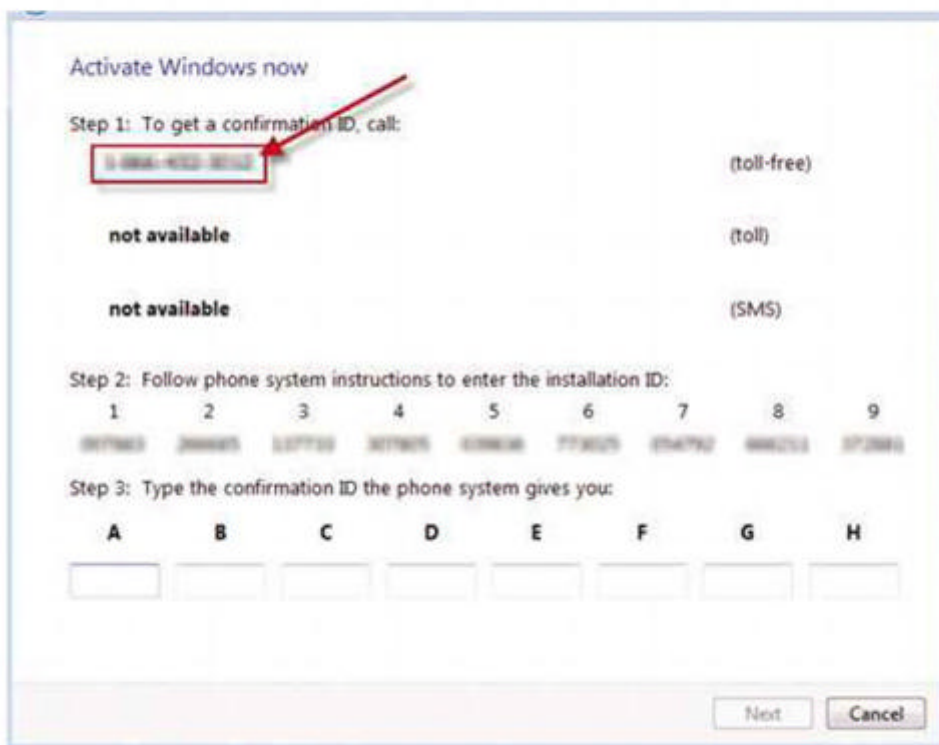 Activate Windows now
Step 1: To get a confirmation ID, call:
(toll-free)
not available (toll)
not available (SMS)
Step 2: Follow phone system instructions to enter the installation ID:
1 2 3 4 5 6 7 8 9
Step 3: Type the confirmation ID the phone system gives you:
A B C D E F G H
Next Cancel